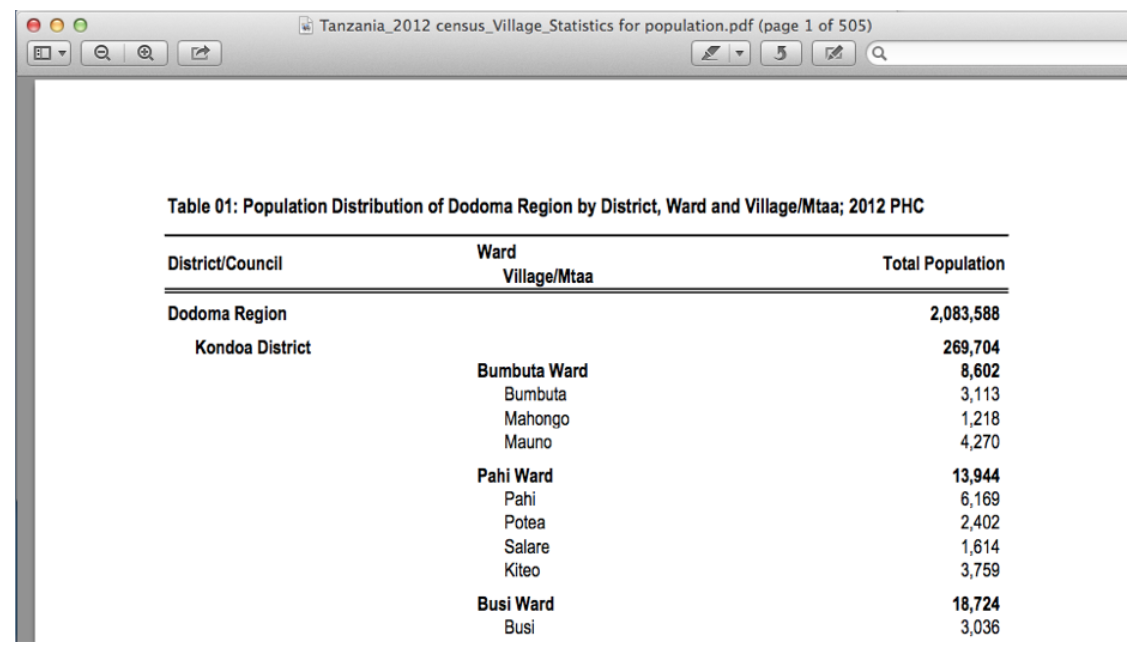 Tanzania_2012 census_Village_Statistics for population.pdf (page 1 of 505)
Table 01: Population Distribution of Dodoma Region by District, Ward and Village/Mtaa; 2012 PHC
District/Council Ward Total Population
Village/Mtaa
Dodoma Region 2,083,588
Kondoa District 269,704
Bumbuta Ward 8,602
Bumbuta 3,113
Mahongo 1,218
Mauno 4,270
Pahi Ward 13,944
Pahi 6,169
Potea 2,402
Salare 1,614
Kiteo 3,759
Busi Ward 18,724
Busi 3,036